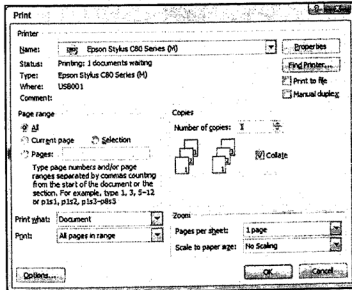 Print
Printer
Name: Epson Stylus C80 Series (M)
Properties
Status: Printing: 1 documents waiting
Find Printer...
Type: Epson Stylus C80 Series (M)
Print to file
Where: USB001
Manual duplex
Comment:
Page range
All
Current page Selection
Pages:
Type page numbers and/or page
ranges separated by commas counting
from the start of the document or the
section. For example, type 1, 3, 5-12
or p1s1, p1s2, p1s3-p8s3
Copies
Number of copies: 1
Collate
Print what: Document
Print: All pages in range
Zoom
Pages per sheet: 1 page
Scale to paper size: No Scaling
Options...
OK Cancel